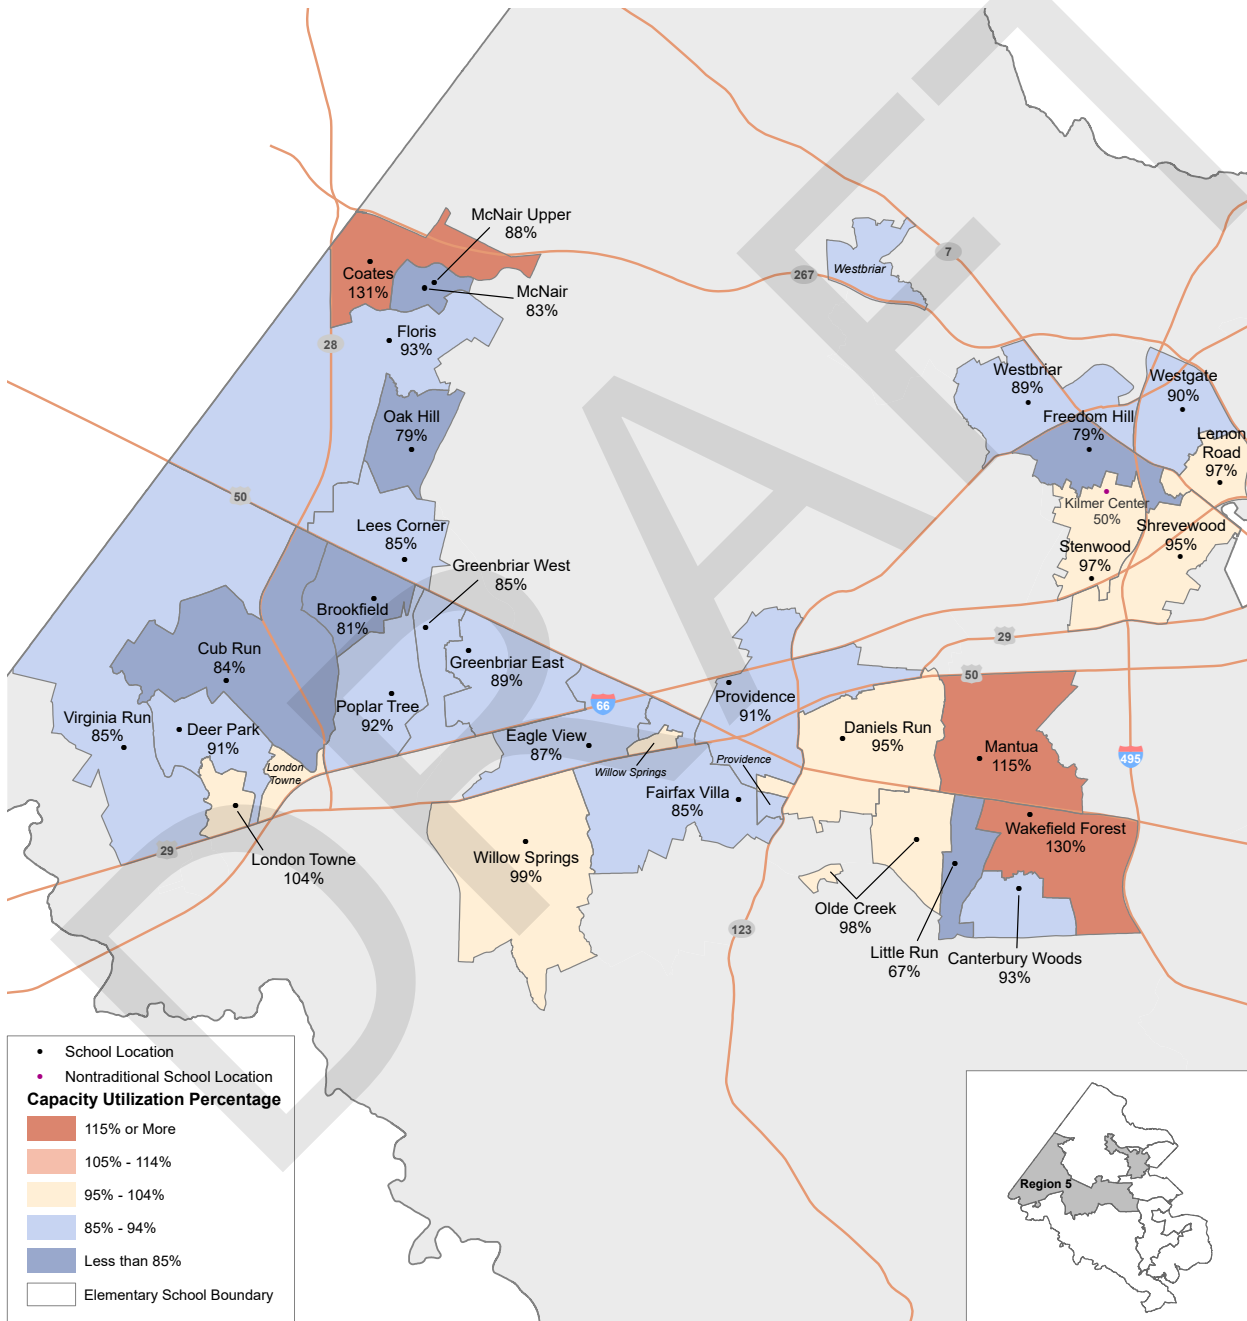 DRAFT
McNair Upper
88%
Coates
131%
McNair
83%
Floris
93%
28
267
7
Westbriar
Westbriar
89%
Westgate
90%
Freedom Hill
79%
Lemon
Road
97%
Kilmer Center
50%
Shrevewood
95%
Stenwood
97%
Oak Hill
79%
50
Lees Corner
85%
Greenbriar West
85%
Brookfield
81%
Cub Run
84%
Greenbriar East
89%
Poplar Tree
92%
Virginia Run
85%
Deer Park
91%
London
Towne
66
Eagle View
87%
Willow Springs
Providence
91%
Providence
Fairfax Villa
85%
29
50
Daniels Run
95%
Mantua
115%
495
Wakefield Forest
130%
29
London Towne
104%
Willow Springs
99%
Olde Creek
98%
123
Little Run
67%
Canterbury Woods
93%
School Location
Nontraditional School Location
Capacity Utilization Percentage
115% or More
105% - 114%
95% - 104%
85% - 94%
Less than 85%
Elementary School Boundary
Region 5